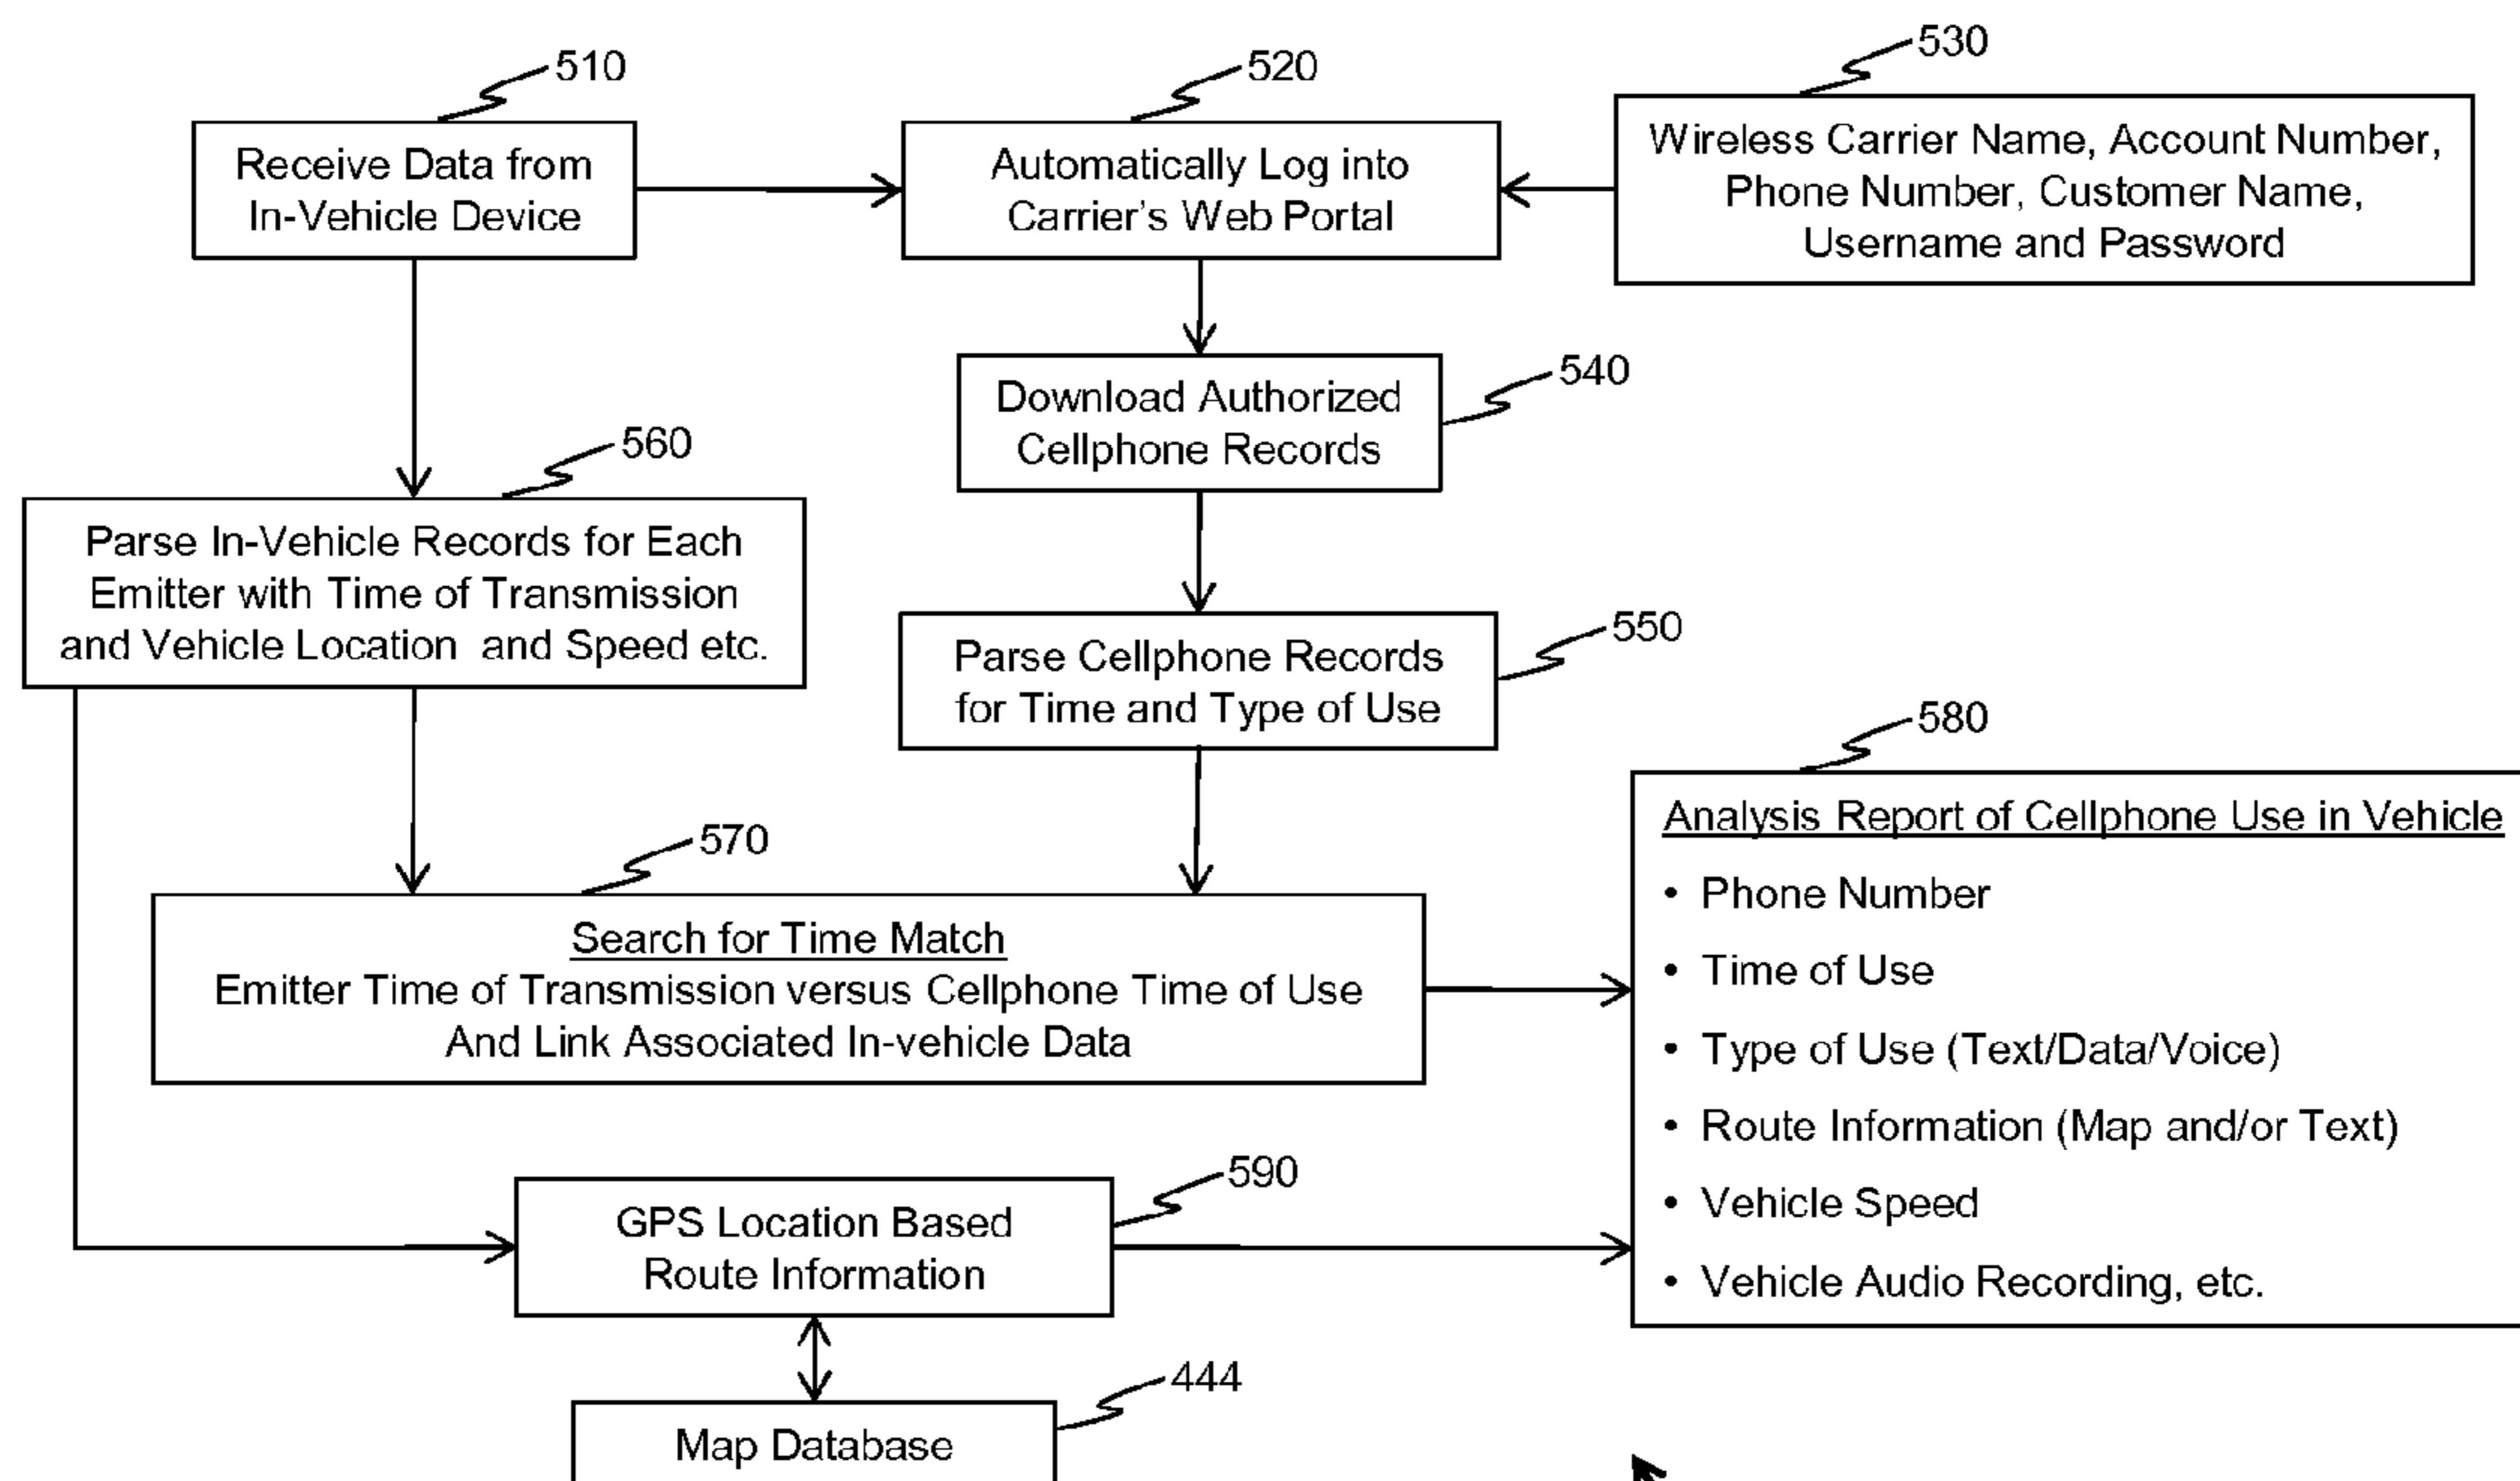 510
520
530
Receive Data from
In-Vehicle Device
Automatically Log into
Carrier's Web Portal
Wireless Carrier Name, Account Number,
Phone Number, Customer Name,
Username and Password
540
Download Authorized
Cellphone Records
560
Parse In-Vehicle Records for Each
Emitter with Time of Transmission
and Vehicle Location and Speed etc.
550
Parse Cellphone Records
for Time and Type of Use
570
Search for Time Match
Emitter Time of Transmission versus Cellphone Time of Use
And Link Associated In-vehicle Data
580
Analysis Report of Cellphone Use in Vehicle
• Phone Number
• Time of Use
• Type of Use (Text/Data/Voice)
• Route Information (Map and/or Text)
• Vehicle Speed
• Vehicle Audio Recording, etc.
590
GPS Location Based
Route Information
444
Map Database